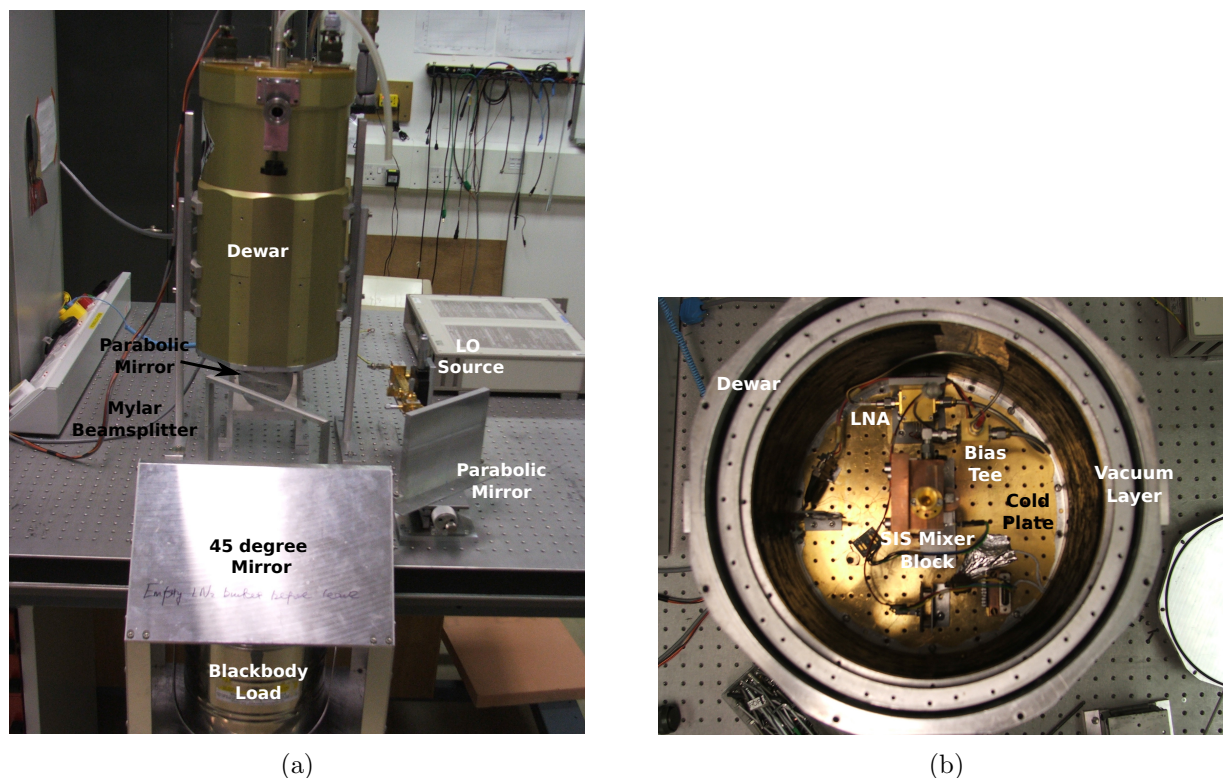 Dewar
Parabolic
Mirror
LO
Source
Mylar
Beamsplitter
Parabolic
Mirror
45 degree
Mirror
Empty LN2 bucket before reuse
Blackbody
Load
(a)
Dewar
LNA
Bias
Tee
Vacuum
Layer
Cold
Plate
SIS Mixer
Block
(b)